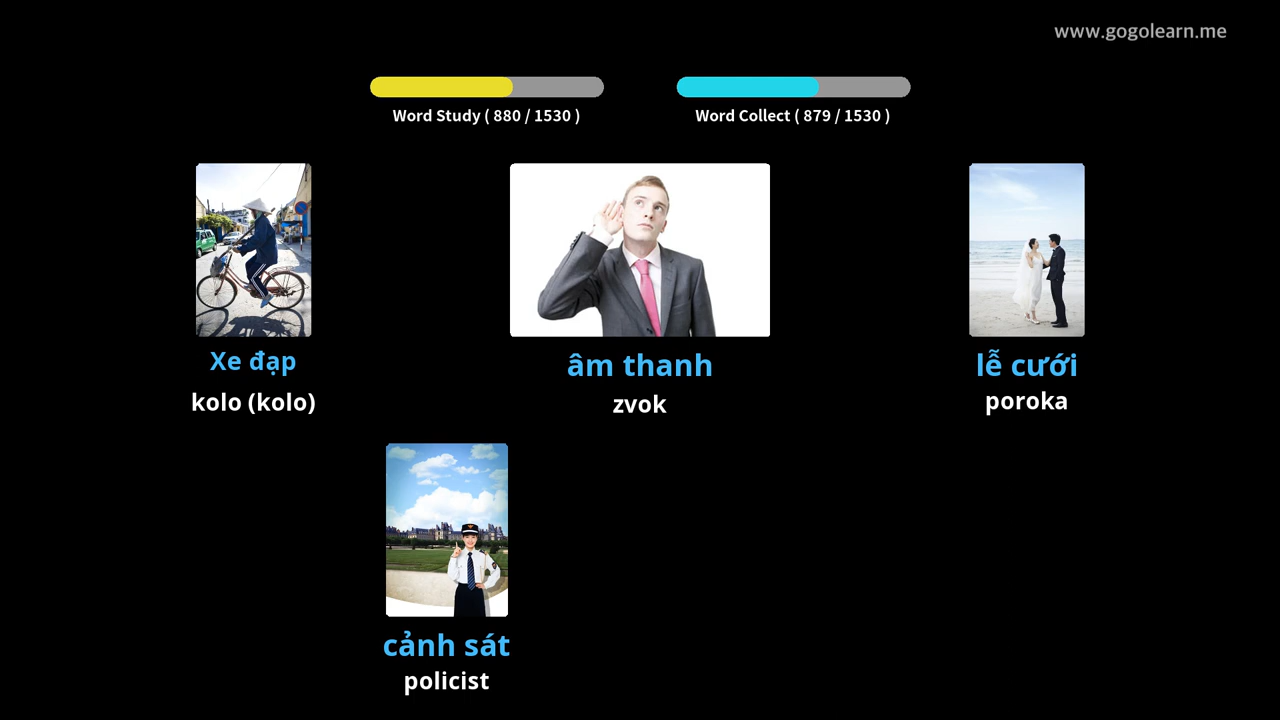 www.gogolearn.me
Word Study ( 880 / 1530 )
Word Collect ( 879 / 1530 )
Xe đạp
kolo (kolo)
âm thanh
zvok
lễ cưới
poroka
cảnh sát
policist